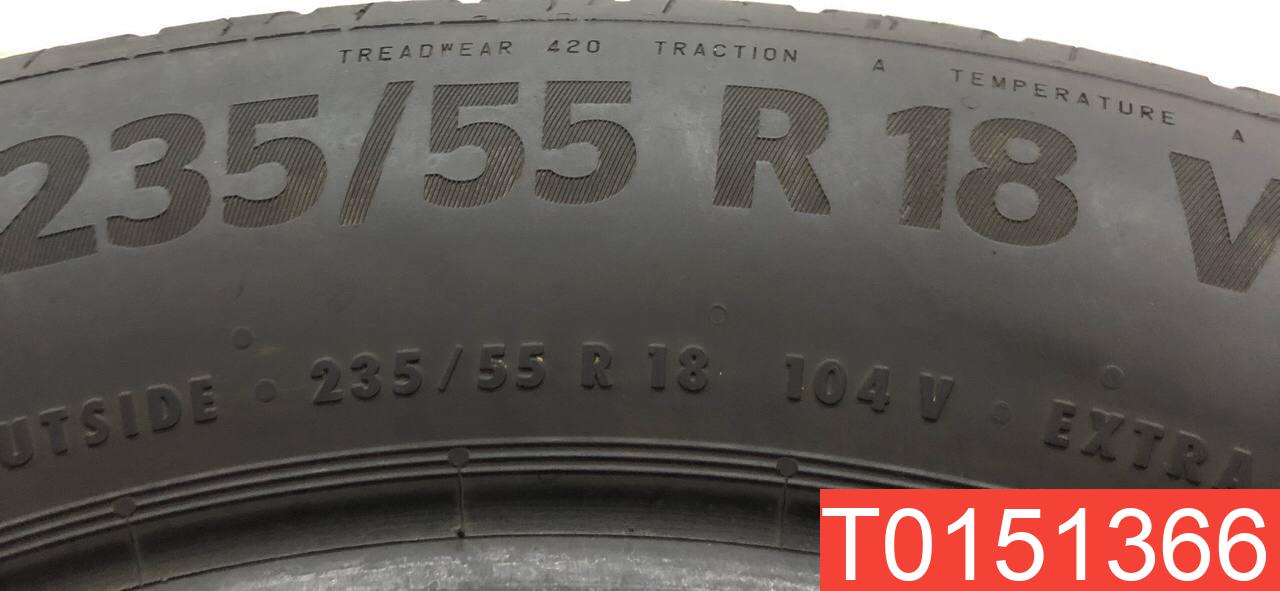 TREADWEAR 420 TRACTION A TEMPERATURE A
235/55 R 18 V
UTSIDE • 235/55 R 18 104 V • EXTRA
T0151366